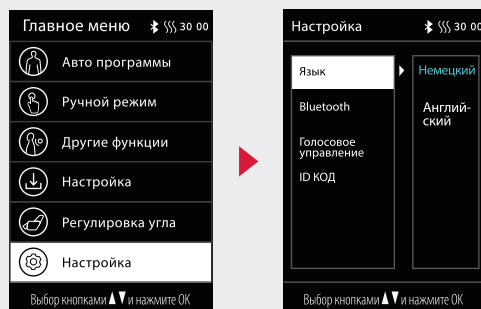 Главное меню 30 00
Авто программы
Ручной режим
Другие функции
Настройка
Регулировка угла
Настройка
Выбор кнопками ▲▼ и нажмите OK
Настройка 30 00
Язык
Bluetooth
Голосовое
управление
ID КОД
Немецкий
Англий-
ский
Выбор кнопками ▲▼ и нажмите OK